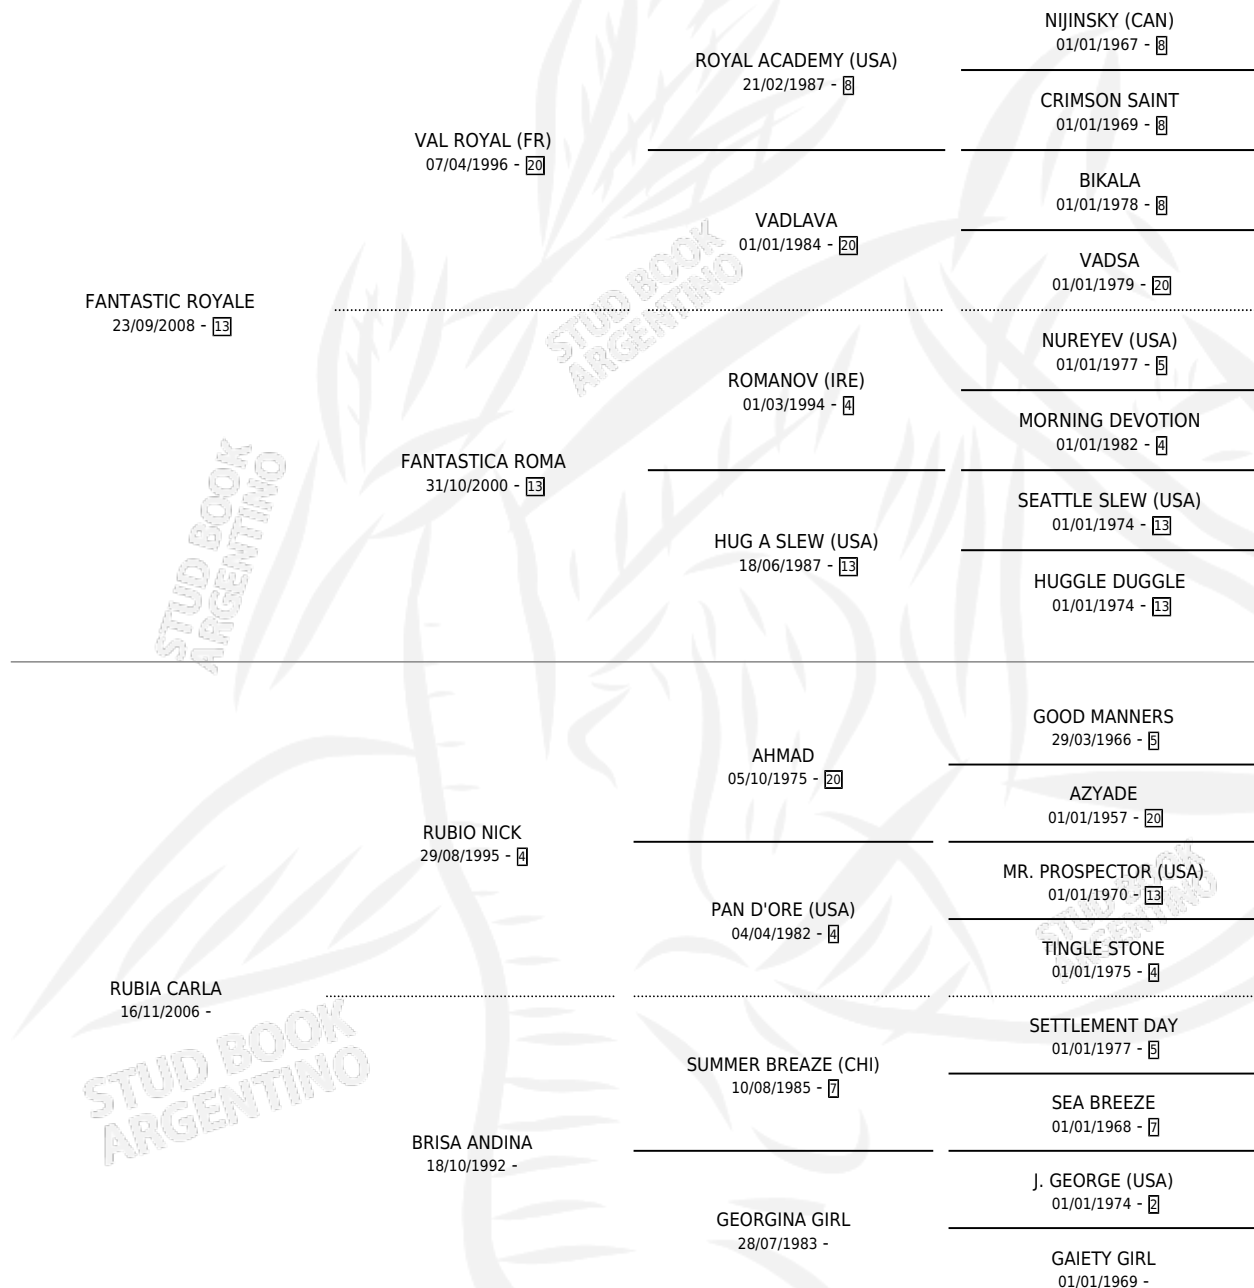 NIJINSKY (CAN)
01/01/1967 - 8
ROYAL ACADEMY (USA)
21/02/1987 - 8
CRIMSON SAINT
01/01/1969 - 8
VAL ROYAL (FR)
07/04/1996 - 20
BIKALA
01/01/1978 - 8
VADLAVA
01/01/1984 - 20
VADSA
01/01/1979 - 20
FANTASTIC ROYALE
23/09/2008 - 13
NUREYEV (USA)
01/01/1977 - 5
ROMANOV (IRE)
01/03/1994 - 4
MORNING DEVOTION
01/01/1982 - 4
FANTASTICA ROMA
31/10/2000 - 13
SEATTLE SLEW (USA)
01/01/1974 - 13
HUG A SLEW (USA)
18/06/1987 - 13
HUGGLE DUGGLE
01/01/1974 - 13
GOOD MANNERS
29/03/1966 - 5
AHMAD
05/10/1975 - 20
AZYADE
01/01/1957 - 20
RUBIO NICK
29/08/1995 - 4
MR. PROSPECTOR (USA)
01/01/1970 - 13
PAN D'ORE (USA)
04/04/1982 - 4
TINGLE STONE
01/01/1975 - 4
RUBIA CARLA
16/11/2006 -
SETTLEMENT DAY
01/01/1977 - 5
SUMMER BREAZE (CHI)
10/08/1985 - 7
SEA BREEZE
01/01/1968 - 7
BRISA ANDINA
18/10/1992 -
J. GEORGE (USA)
01/01/1974 - 2
GEORGINA GIRL
28/07/1983 -
GAIETY GIRL
01/01/1969 -
STUD BOOK
ARGENTINO
STUD BOOK
ARGENTINO
STUD BOOK
ARGENTINO
STUD BOOK
ARGENTINO